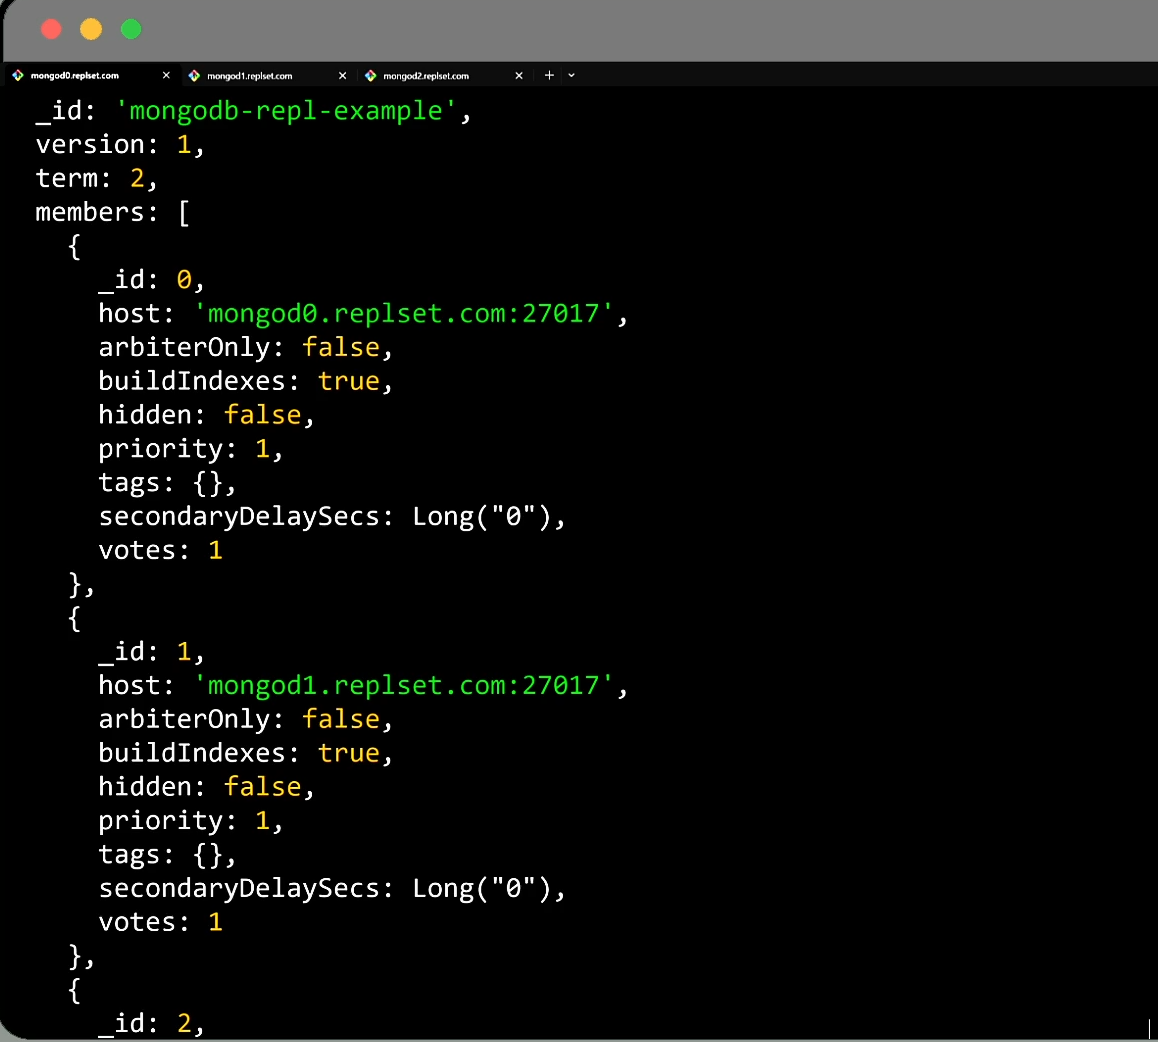 mongod0.replset.com
mongod1.replset.com
mongod2.replset.com
_id: 'mongodb-repl-example',
version: 1,
term: 2,
members: [
{
_id: 0,
host: 'mongod0.replset.com:27017',
arbiterOnly: false,
buildIndexes: true,
hidden: false,
priority: 1,
tags: {},
secondaryDelaySecs: Long("0"),
votes: 1
},
{
_id: 1,
host: 'mongod1.replset.com:27017',
arbiterOnly: false,
buildIndexes: true,
hidden: false,
priority: 1,
tags: {},
secondaryDelaySecs: Long("0"),
votes: 1
},
{
_id: 2,